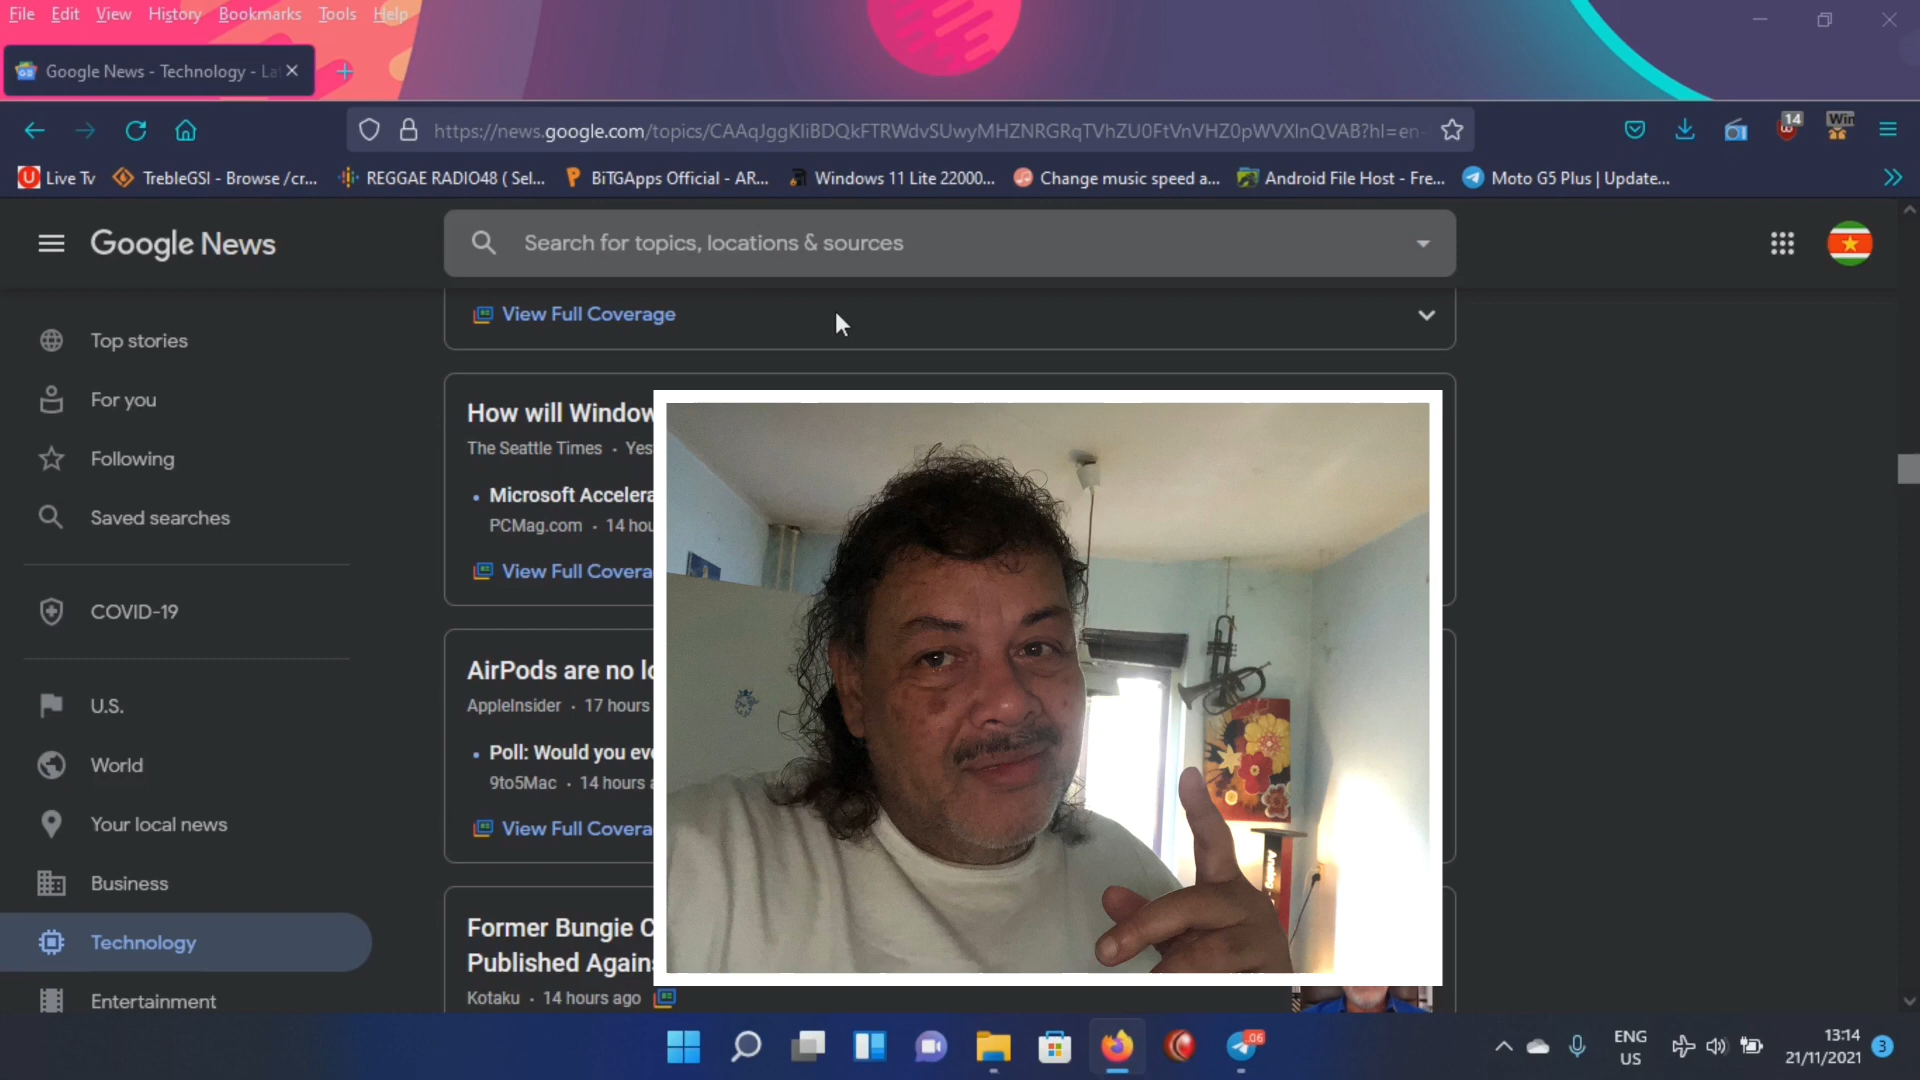 File Edit View History Bookmarks Tools Help
Google News - Technology - La
https://news.google.com/topics/
14
Win
Live Tv
TrebleGSI - Browse /cr...
REGGAE RADIO48 ( Sel...
BiTGApps Official - AR...
Windows 11 Lite 22000...
Change music speed a...
Android File Host - Fre...
Moto G5 Plus | Update...
Google News
Search for topics, locations & sources
View Full Coverage
Top stories
For you
Following
Saved searches
COVID-19
U.S.
World
Your local news
Business
Technology
Entertainment
How will Window
The Seattle Times · Yes
Microsoft Accelera
PCMag.com · 14 hou
View Full Covera
AirPods are no lo
AppleInsider · 17 hours
Poll: Would you eve
9to5Mac · 14 hours a
View Full Covera
Former Bungie C
Published Again
Kotaku · 14 hours ago
.06
ENG
US
13:14
21/11/2021
3